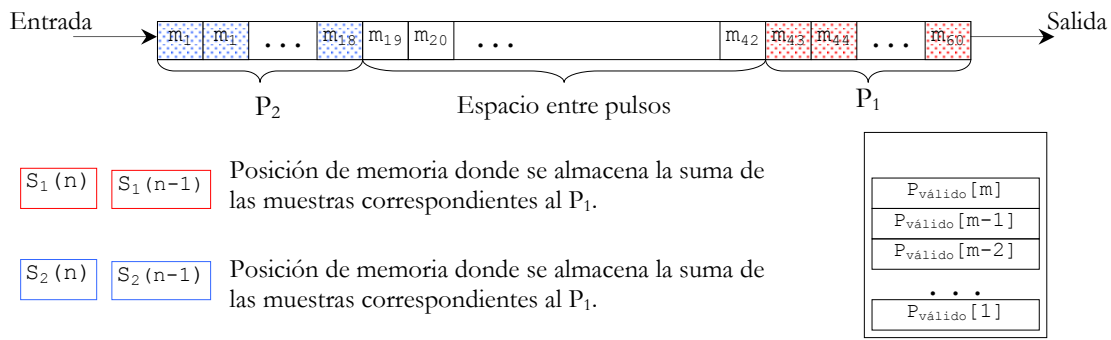 Entrada
Salida
m1 m1 ... m18 m19 m20 ... m42 m43 m44 ... m60
P2 Espacio entre pulsos P1
S1(n) S1(n-1) Posición de memoria donde se almacena la suma de
las muestras correspondientes al P1.
S2(n) S2(n-1) Posición de memoria donde se almacena la suma de
las muestras correspondientes al P1.
Pválido[m]
Pválido[m-1]
Pválido[m-2]
...
Pválido[1]